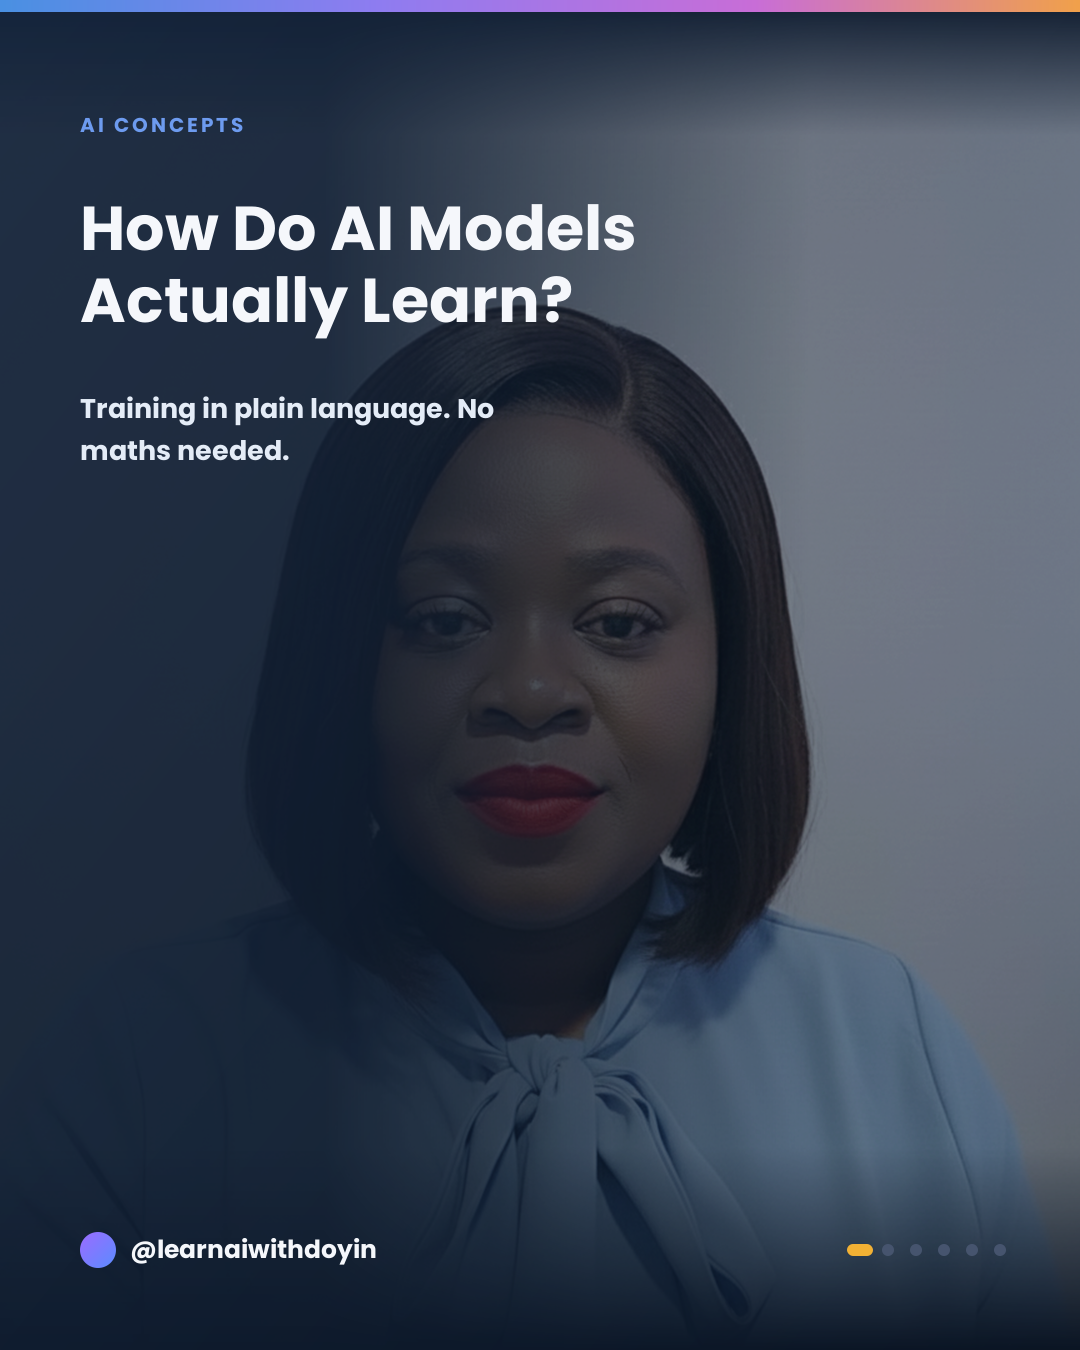 AI CONCEPTS
How Do AI Models
Actually Learn?
Training in plain language. No
maths needed.
@learnaiwithdoyin